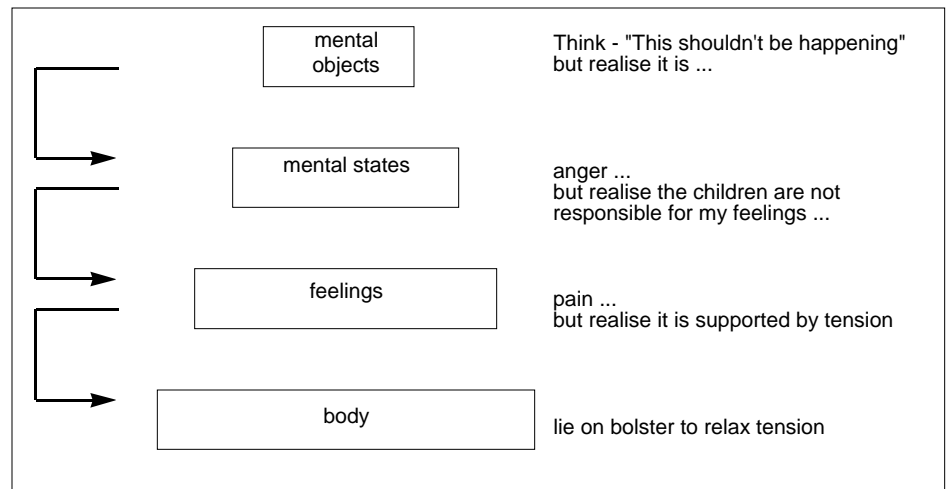 mental
objects
Think - "This shouldn't be happening"
but realise it is ...
mental states
anger ...
but realise the children are not
responsible for my feelings ...
feelings
pain ...
but realise it is supported by tension
body
lie on bolster to relax tension